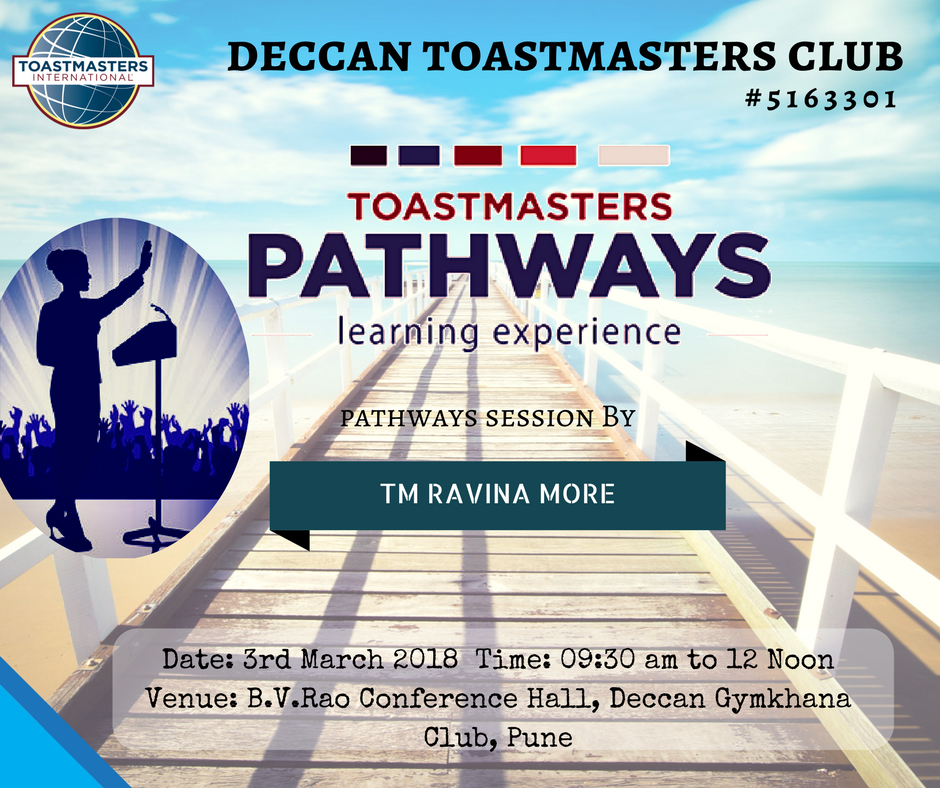 TOASTMASTERS
INTERNATIONAL
DECCAN TOASTMASTERS CLUB
#5163301
TOASTMASTERS
PATHWAYS
learning experience
PATHWAYS SESSION BY
TM RAVINA MORE
Date: 3rd March 2018 Time: 09:30 am to 12 Noon
Venue: B.V.Rao Conference Hall, Deccan Gymkhana
Club, Pune